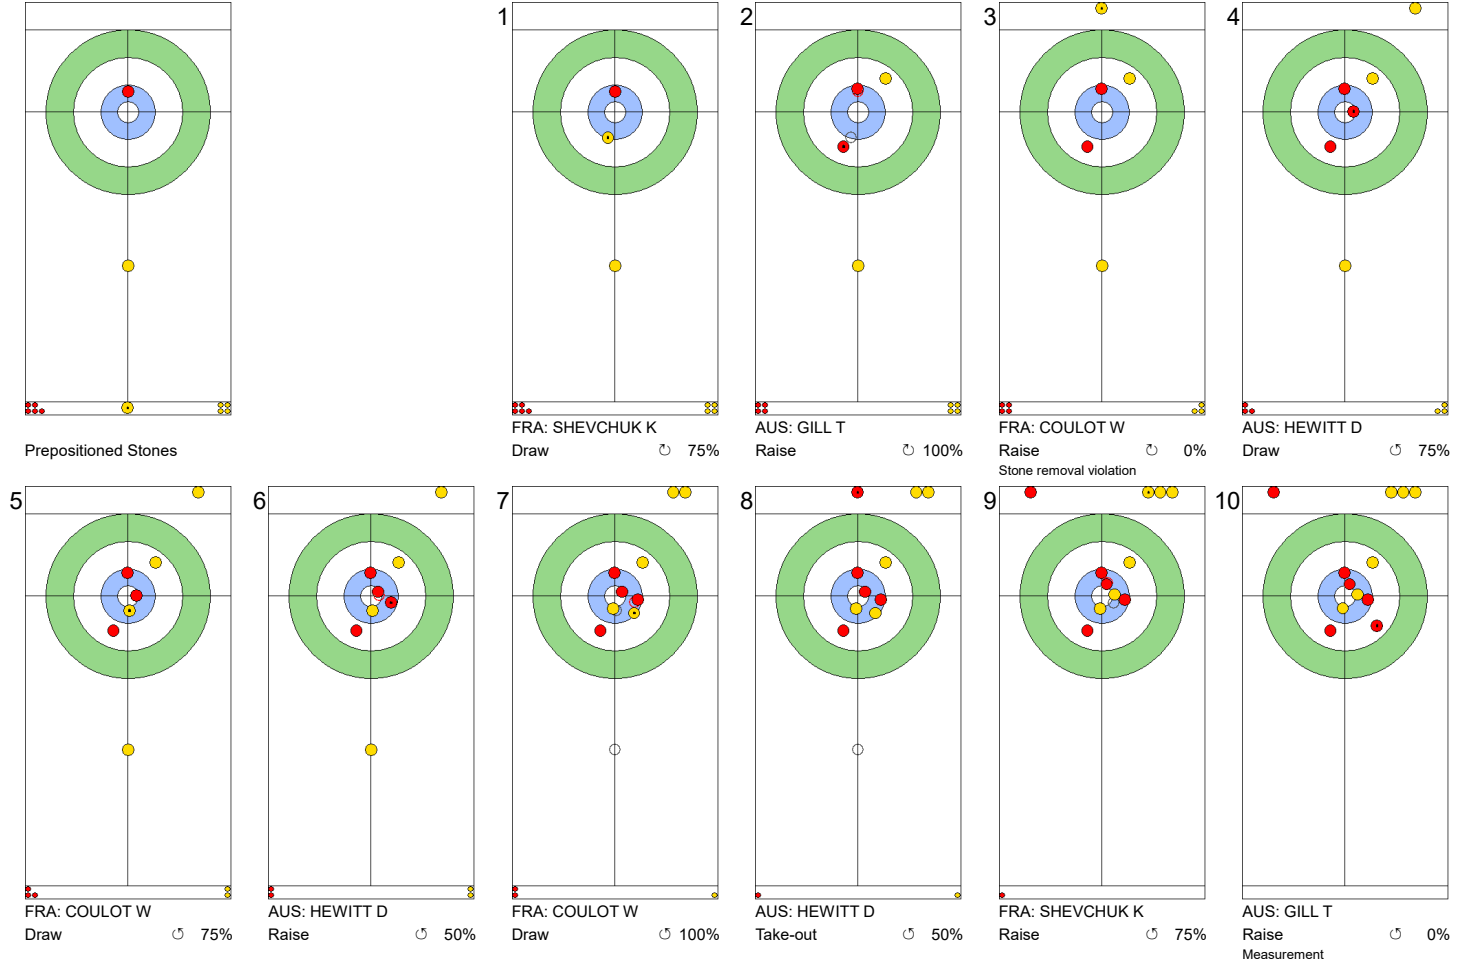 Prepositioned Stones
1
FRA: SHEVCHUK K
Draw 75%
2
AUS: GILL T
Raise 100%
3
FRA: COULOT W
Raise 0%
Stone removal violation
4
AUS: HEWITT D
Draw 75%
5
FRA: COULOT W
Draw 75%
6
AUS: HEWITT D
Raise 50%
7
FRA: COULOT W
Draw 100%
8
AUS: HEWITT D
Take-out 50%
9
FRA: SHEVCHUK K
Raise 75%
10
AUS: GILL T
Raise 0%
Measurement